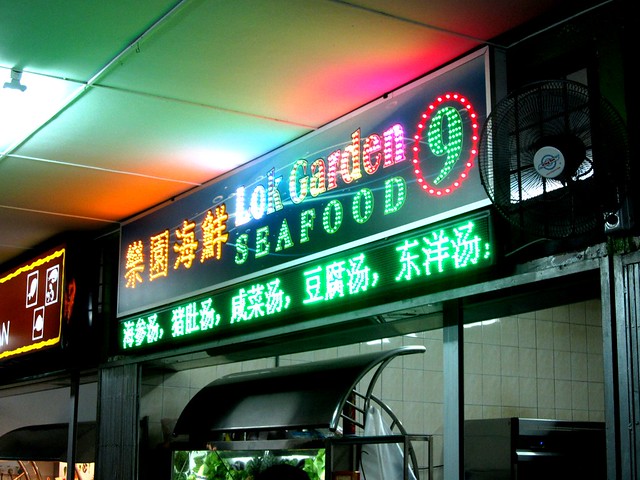 樂園海鮮 Lok Garden
SEAFOOD
9
海参汤，猪肚汤，咸菜汤，豆腐汤，东洋汤，
N